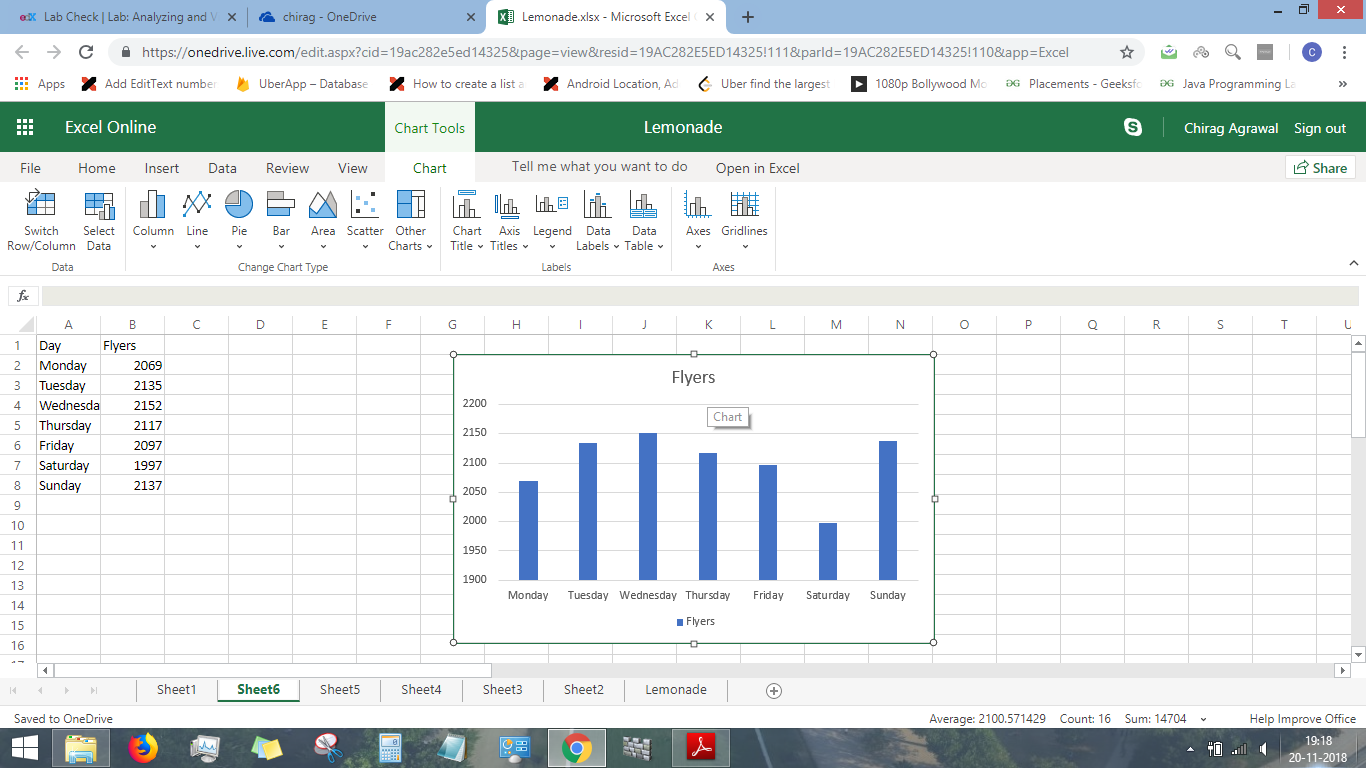 Lab Check | Lab: Analyzing and V
chirag - OneDrive
Lemonade.xlsx - Microsoft Excel
https://onedrive.live.com/edit.aspx?cid=19ac282e5ed14325&page=view&resid=19AC282E5ED14325!111&parId=19AC282E5ED14325!110&app=Excel
C
Apps
Add EditText number
UberApp – Database
How to create a list a
Android Location, Ad
Uber find the largest
1080p Bollywood Mo
Placements - Geeksfo
Java Programming La
Excel Online
Chart Tools
Lemonade
Chirag Agrawal
Sign out
File Home Insert Data Review View Chart Tell me what you want to do Open in Excel Share
Switch Row/Column
Select Data
Column
Line
Pie
Bar
Area
Scatter
Other Charts
Chart Title
Axis Titles
Legend
Data Labels
Data Table
Axes
Gridlines
Data
Change Chart Type
Labels
Axes
fx
A B C D E F G H I J K L M N O P Q R S T U
1 Day Flyers
2 Monday 2069
3 Tuesday 2135
4 Wednesda 2152
5 Thursday 2117
6 Friday 2097
7 Saturday 1997
8 Sunday 2137
9
10
11
12
13
14
15
16
17
Flyers
Chart
2200
2150
2100
2050
2000
1950
1900
Monday Tuesday Wednesday Thursday Friday Saturday Sunday
Flyers
Sheet1 Sheet6 Sheet5 Sheet4 Sheet3 Sheet2 Lemonade
Saved to OneDrive
Average: 2100.571429 Count: 16 Sum: 14704
Help Improve Office
19:18
20-11-2018